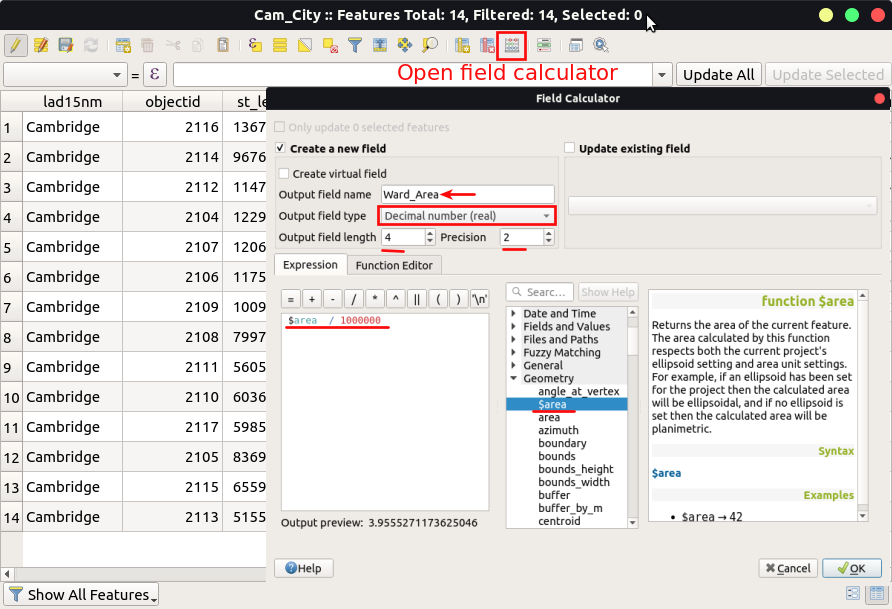 Cam_City :: Features Total: 14, Filtered: 14, Selected: 0
= ε
Update All
Update Selected
Open field calculator
lad15nm objectid st_le
1 Cambridge 2116 1367
2 Cambridge 2114 9676
3 Cambridge 2112 1147
4 Cambridge 2104 1229
5 Cambridge 2107 1206
6 Cambridge 2106 1175
7 Cambridge 2109 1009
8 Cambridge 2108 7997
9 Cambridge 2111 5605
10 Cambridge 2110 6036
11 Cambridge 2117 5985
12 Cambridge 2105 8369
13 Cambridge 2115 6559
14 Cambridge 2113 5155
Show All Features
Field Calculator
Only update 0 selected features
Create a new field
Update existing field
Create virtual field
Output field name Ward_Area
Output field type Decimal number (real)
Output field length 4 Precision 2
Expression Function Editor
= + - / * ^ || ( ) '\n'
$area / 1000000
Output preview: 3.9555271173625046
Searc... Show Help
Date and Time
Fields and Values
Files and Paths
Fuzzy Matching
General
Geometry
angle_at_vertex
$area
area
azimuth
boundary
bounds
bounds_height
bounds_width
buffer
buffer_by_m
centroid
function $area
Returns the area of the current feature.
The area calculated by this function
respects both the current project's
ellipsoid setting and area unit settings.
For example, if an ellipsoid has been set
for the project then the calculated area
will be ellipsoidal, and if no ellipsoid is
set then the calculated area will be
planimetric.
Syntax
$area
Examples
• $area → 42
Help
Cancel
OK